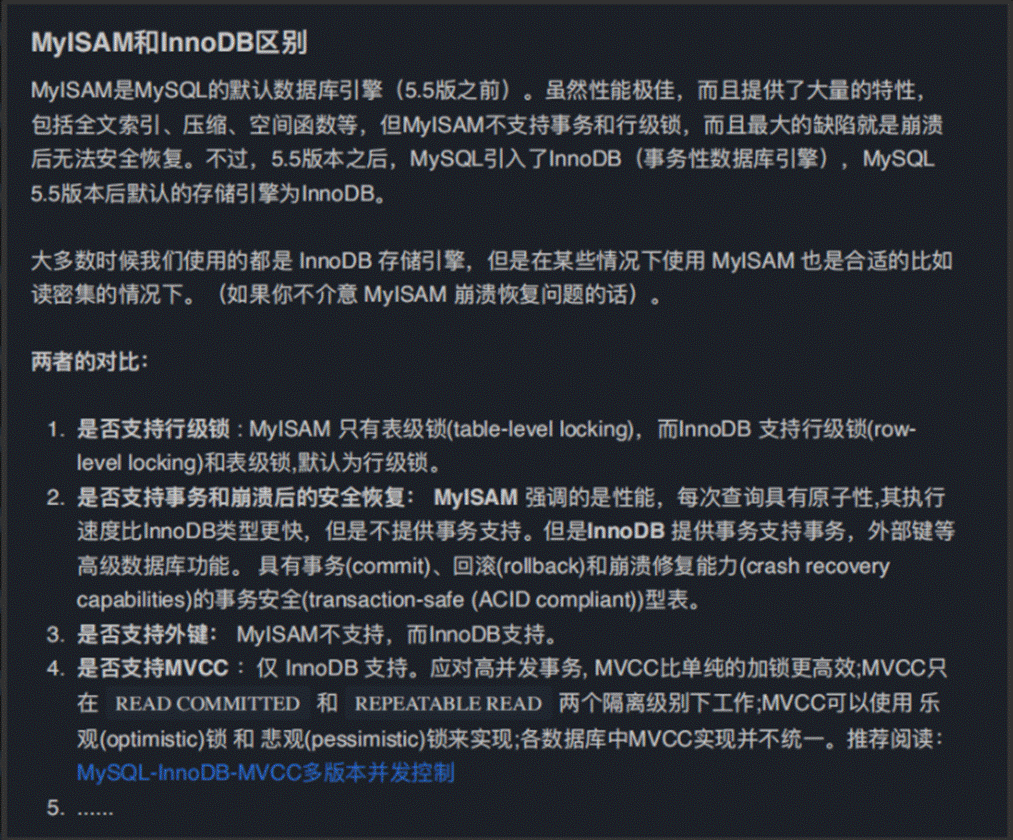 MyISAM和InnoDB区别
MyISAM是MySQL的默认数据库引擎（5.5版之前）。虽然性能极佳，而且提供了大量的特性，
包括全文索引、压缩、空间函数等，但MyISAM不支持事务和行级锁，而且最大的缺陷就是崩溃
后无法安全恢复。不过，5.5版本之后，MySQL引入了InnoDB（事务性数据库引擎），MySQL
5.5版本后默认的存储引擎为InnoDB。
大多数时候我们使用的都是 InnoDB 存储引擎，但是在某些情况下使用 MyISAM 也是合适的比如
读密集的情况下。（如果你不介意 MyISAM 崩溃恢复问题的话）。
两者的对比：
1. 是否支持行级锁 : MyISAM 只有表级锁(table-level locking)，而InnoDB 支持行级锁(row-
level locking)和表级锁,默认为行级锁。
2. 是否支持事务和崩溃后的安全恢复： MyISAM 强调的是性能，每次查询具有原子性,其执行
速度比InnoDB类型更快，但是不提供事务支持。但是InnoDB 提供事务支持事务，外部键等
高级数据库功能。 具有事务(commit)、回滚(rollback)和崩溃修复能力(crash recovery
capabilities)的事务安全(transaction-safe (ACID compliant))型表。
3. 是否支持外键： MyISAM不支持，而InnoDB支持。
4. 是否支持MVCC ：仅 InnoDB 支持。应对高并发事务, MVCC比单纯的加锁更高效;MVCC只
在 READ COMMITTED 和 REPEATABLE READ 两个隔离级别下工作;MVCC可以使用 乐
观(optimistic)锁 和 悲观(pessimistic)锁来实现;各数据库中MVCC实现并不统一。推荐阅读：
MySQL-InnoDB-MVCC多版本并发控制
5. ......